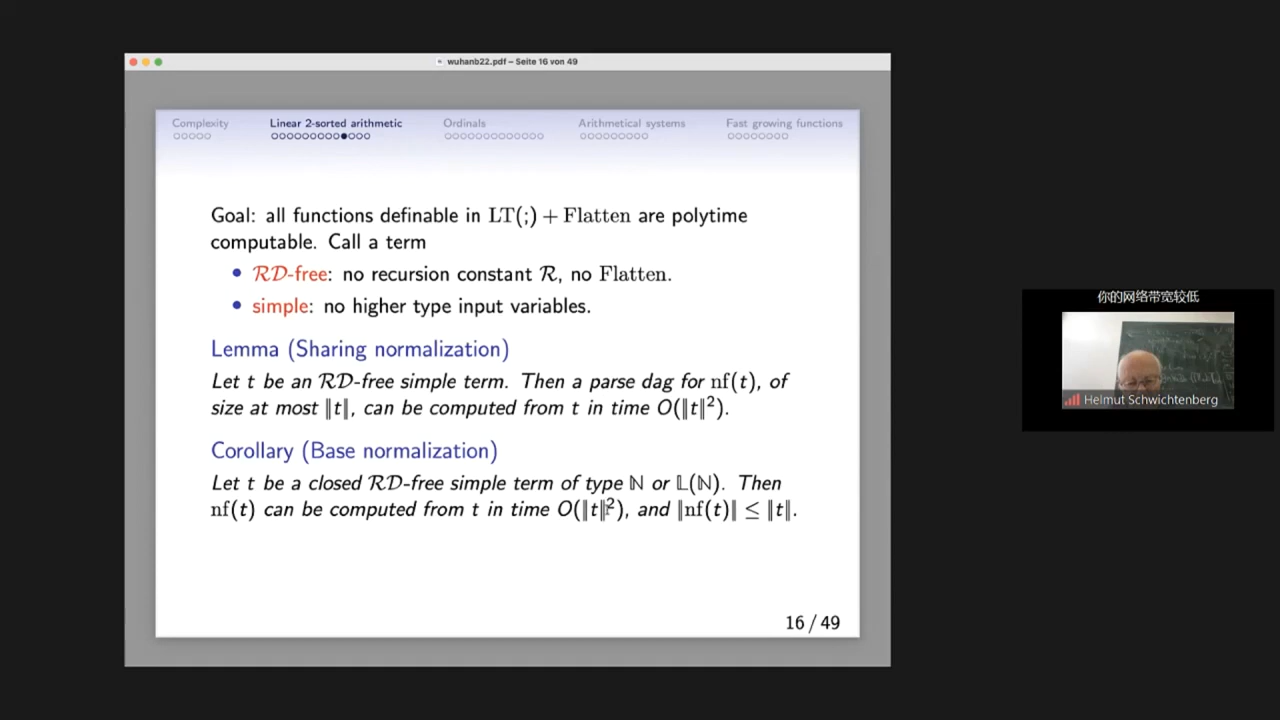 wuhanb22.pdf – Seite 16 von 49
Complexity Linear 2-sorted arithmetic Ordinals Arithmetical systems Fast growing functions
Goal: all functions definable in LT(;) + Flatten are polytime
computable. Call a term
• ℛ𝒟-free: no recursion constant ℛ, no Flatten.
• simple: no higher type input variables.
Lemma (Sharing normalization)
Let t be an ℛ𝒟-free simple term. Then a parse dag for nf(t), of
size at most ‖t‖, can be computed from t in time O(‖t‖²).
Corollary (Base normalization)
Let t be a closed ℛ𝒟-free simple term of type ℕ or 𝕃(ℕ). Then
nf(t) can be computed from t in time O(‖t‖²), and ‖nf(t)‖ ≤ ‖t‖.
16 / 49
你的网络带宽较低
Helmut Schwichtenberg